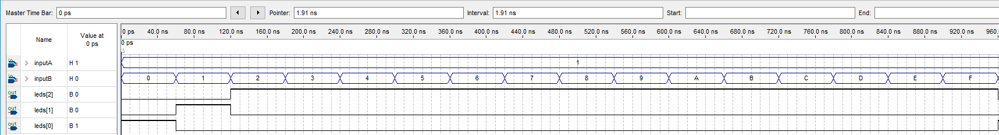 Master Time Bar: 0 ps Pointer: 1.91 ns Interval: 1.91 ns Start: End:
Name Value at 0 ps
0 ps 40.0 ns 80.0 ns 120.0 ns 160.0 ns 200.0 ns 240.0 ns 280.0 ns 320.0 ns 360.0 ns 400.0 ns 440.0 ns 480.0 ns 520.0 ns 560.0 ns 600.0 ns 640.0 ns 680.0 ns 720.0 ns 760.0 ns 800.0 ns 840.0 ns 880.0 ns 920.0 ns 960.
0 ps
in inputA H 1 1
in inputB H 0 0 1 2 3 4 5 6 7 8 9 A B C D E F
out leds[2] B 0
out leds[1] B 0
out leds[0] B 1